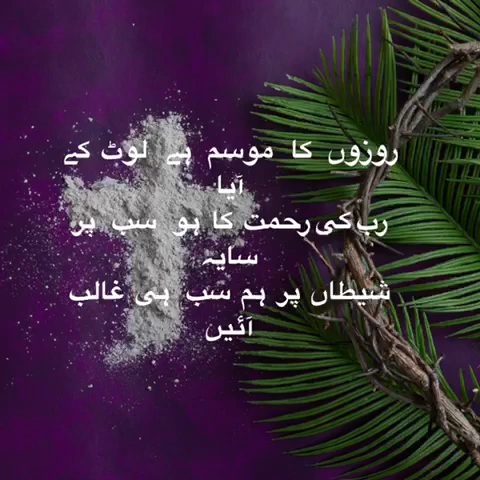 روزوں کا موسم ہے لوٹ کے
آیا
رب کی رحمت کا ہو سب پر
سایہ
شیطاں پر ہم سب ہی غالب
آئیں